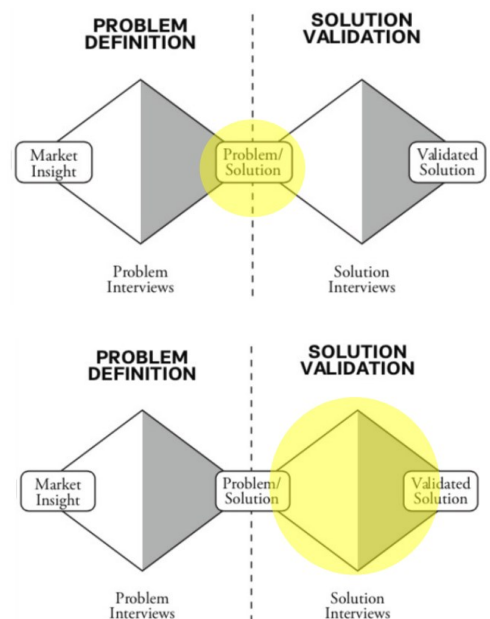 PROBLEM
DEFINITION
SOLUTION
VALIDATION
Market
Insight
Problem/
Solution
Validated
Solution
Problem
Interviews
Solution
Interviews
PROBLEM
DEFINITION
SOLUTION
VALIDATION
Market
Insight
Problem/
Solution
Validated
Solution
Problem
Interviews
Solution
Interviews